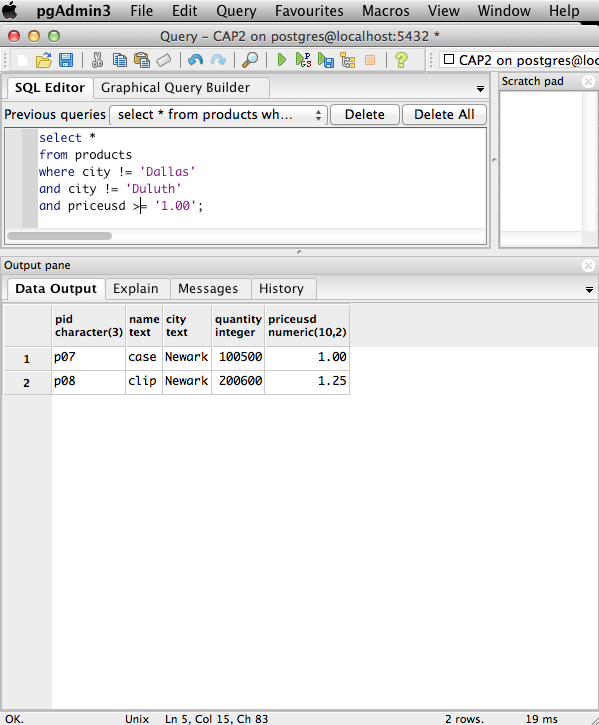 pgAdmin3 File Edit Query Favourites Macros View Window Help
Query - CAP2 on postgres@localhost:5432 *
CAP2 on postgres@loc
SQL Editor Graphical Query Builder
Scratch pad
Previous queries select * from products wh... Delete Delete All
select *
from products
where city != 'Dallas'
and city != 'Duluth'
and priceusd >= '1.00';
Output pane
Data Output Explain Messages History
pid name city quantity priceusd
character(3) text text integer numeric(10,2)
1 p07 case Newark 100500 1.00
2 p08 clip Newark 200600 1.25
OK. Unix Ln 5, Col 15, Ch 83 2 rows. 19 ms